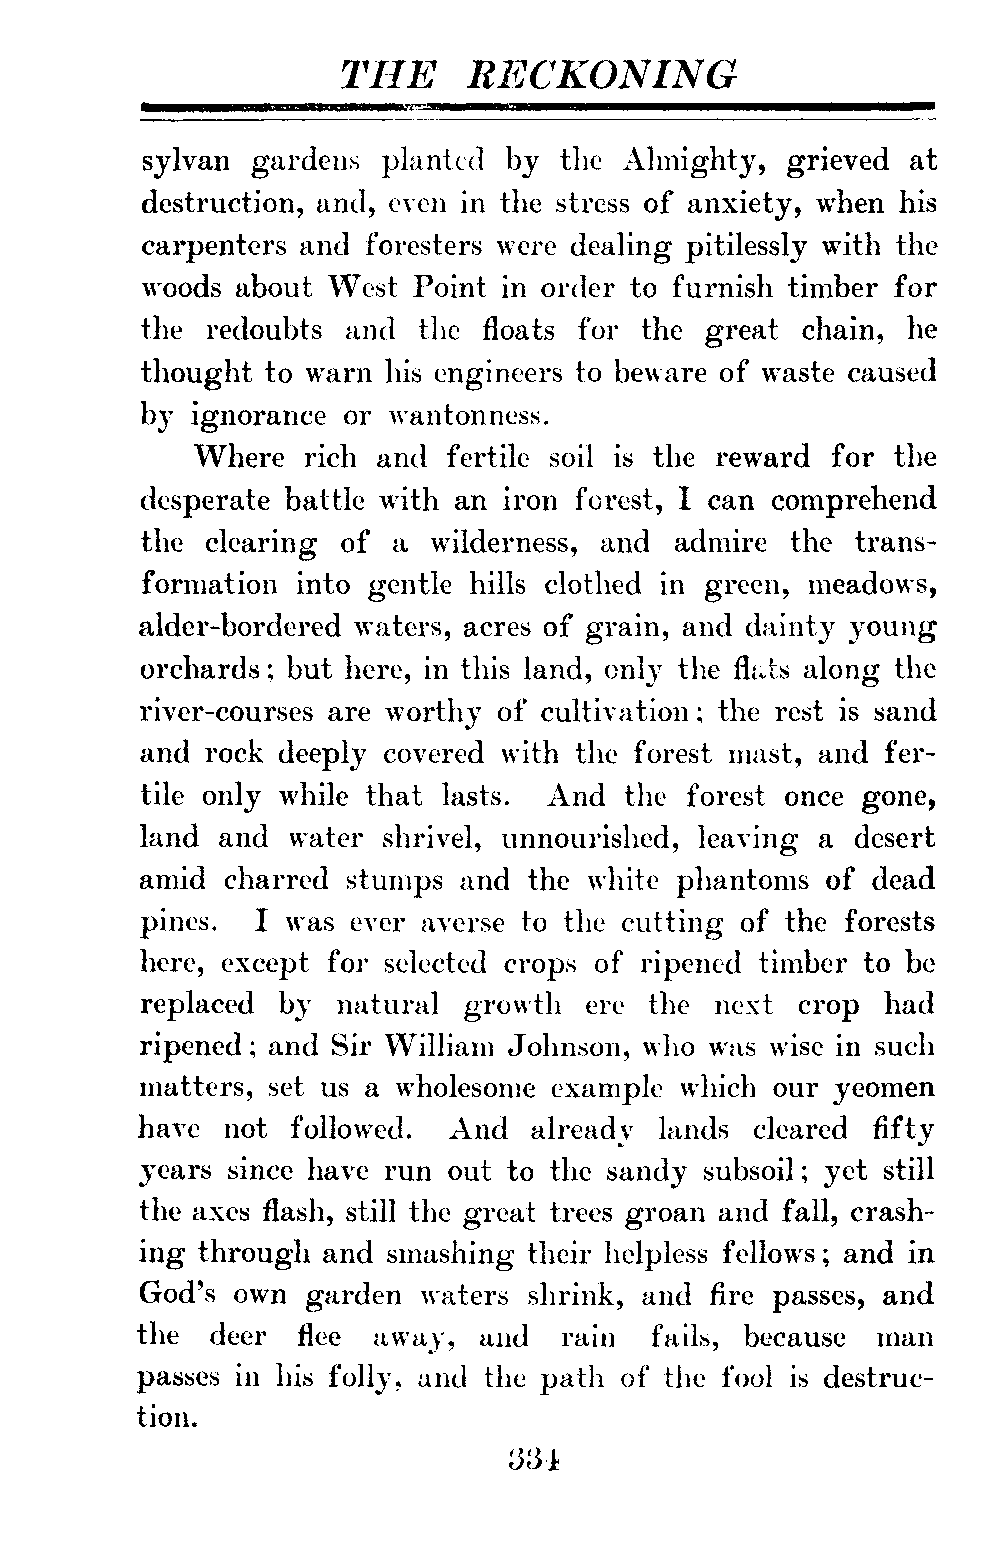 THE RECKONING
sylvan gardens planted by the Almighty, grieved at
destruction, and, even in the stress of anxiety, when his
carpenters and foresters were dealing pitilessly with the
woods about West Point in order to furnish timber for
the redoubts and the floats for the great chain, he
thought to warn his engineers to beware of waste caused
by ignorance or wantonness.
Where rich and fertile soil is the reward for the
desperate battle with an iron forest, I can comprehend
the clearing of a wilderness, and admire the trans-
formation into gentle hills clothed in green, meadows,
alder-bordered waters, acres of grain, and dainty young
orchards; but here, in this land, only the flats along the
river-courses are worthy of cultivation; the rest is sand
and rock deeply covered with the forest mast, and fer-
tile only while that lasts. And the forest once gone,
land and water shrivel, unnourished, leaving a desert
amid charred stumps and the white phantoms of dead
pines. I was ever averse to the cutting of the forests
here, except for selected crops of ripened timber to be
replaced by natural growth ere the next crop had
ripened; and Sir William Johnson, who was wise in such
matters, set us a wholesome example which our yeomen
have not followed. And already lands cleared fifty
years since have run out to the sandy subsoil; yet still
the axes flash, still the great trees groan and fall, crash-
ing through and smashing their helpless fellows; and in
God's own garden waters shrink, and fire passes, and
the deer flee away, and rain fails, because man
passes in his folly, and the path of the fool is destruc-
tion.
334